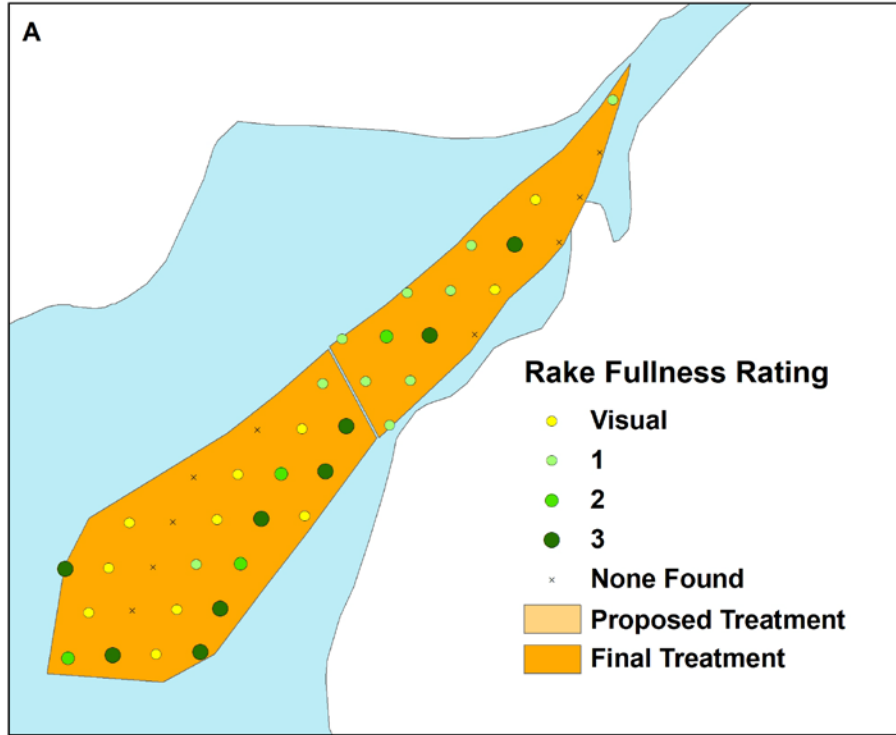 A
Rake Fullness Rating
Visual
1
2
3
None Found
Proposed Treatment
Final Treatment